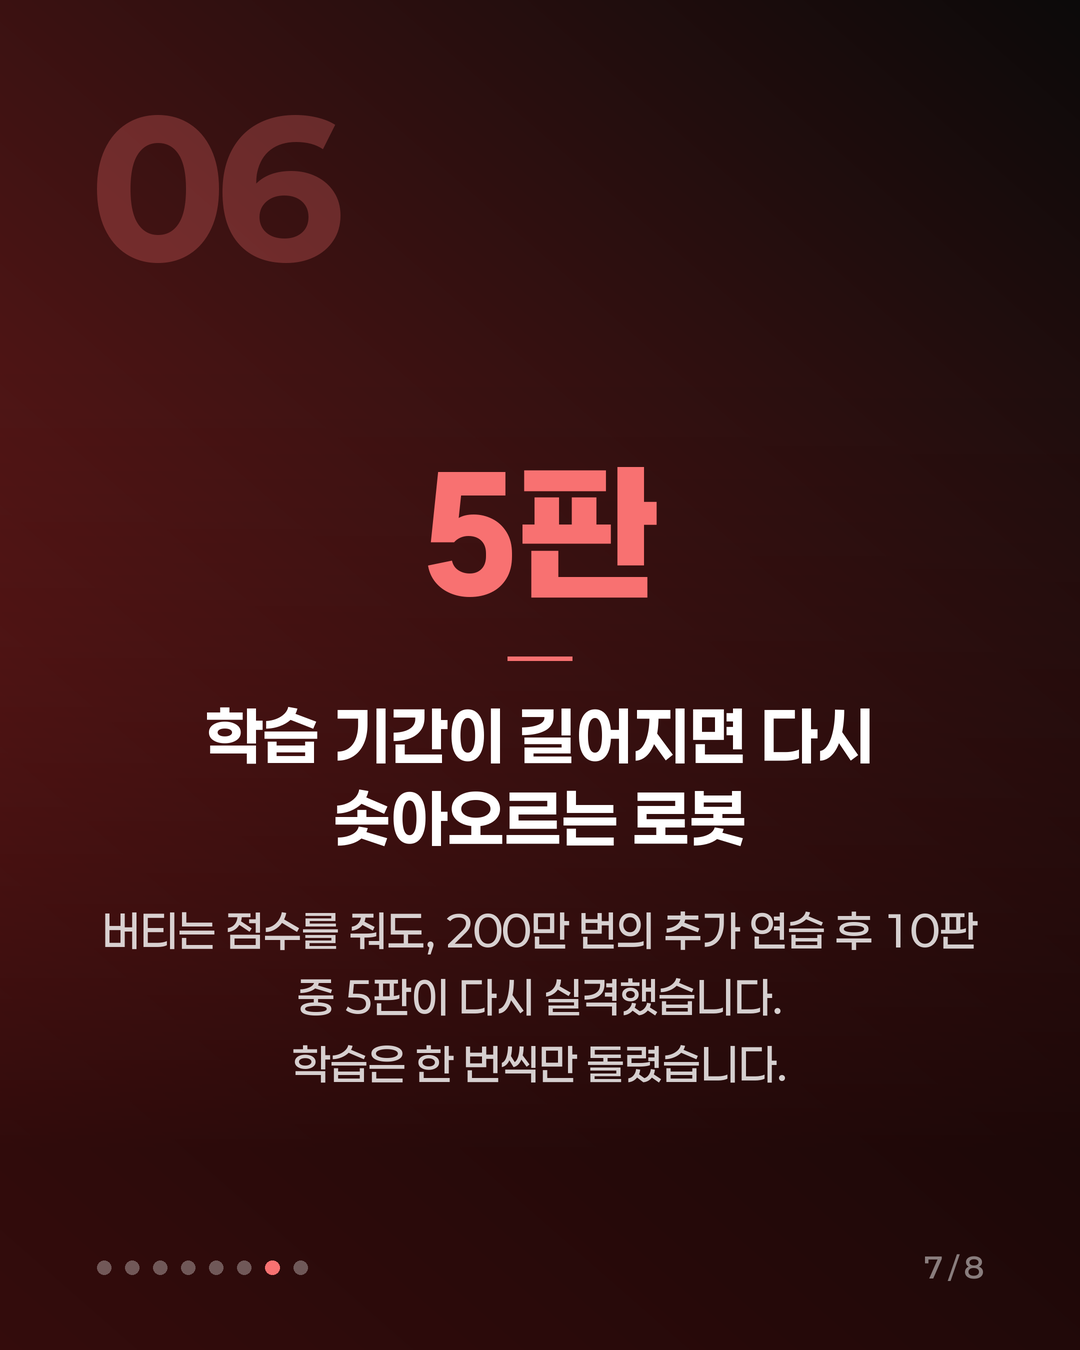 06
5판
학습 기간이 길어지면 다시
솟아오르는 로봇
버티는 점수를 줘도, 200만 번의 추가 연습 후 10판
중 5판이 다시 실격했습니다.
학습은 한 번씩만 돌렸습니다.
7/8